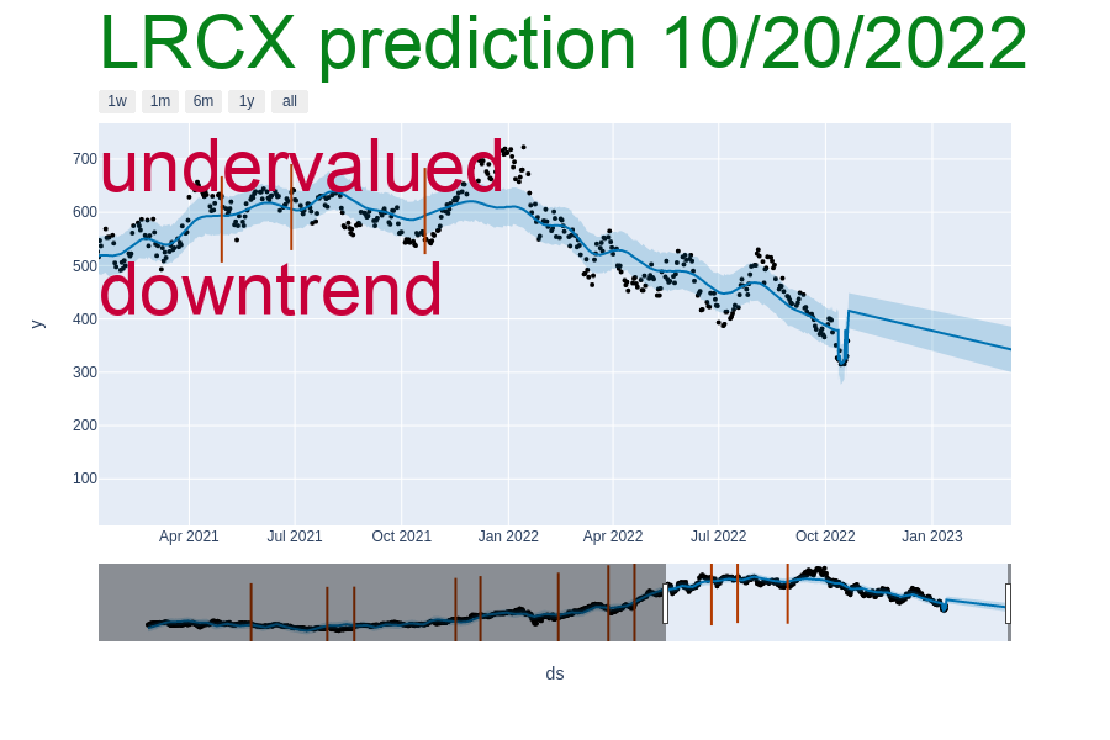 LRCX prediction 10/20/2022
1w 1m 6m 1y all
undervalued
downtrend
700
600
500
400
300
200
100
y
Apr 2021 Jul 2021 Oct 2021 Jan 2022 Apr 2022 Jul 2022 Oct 2022 Jan 2023
ds